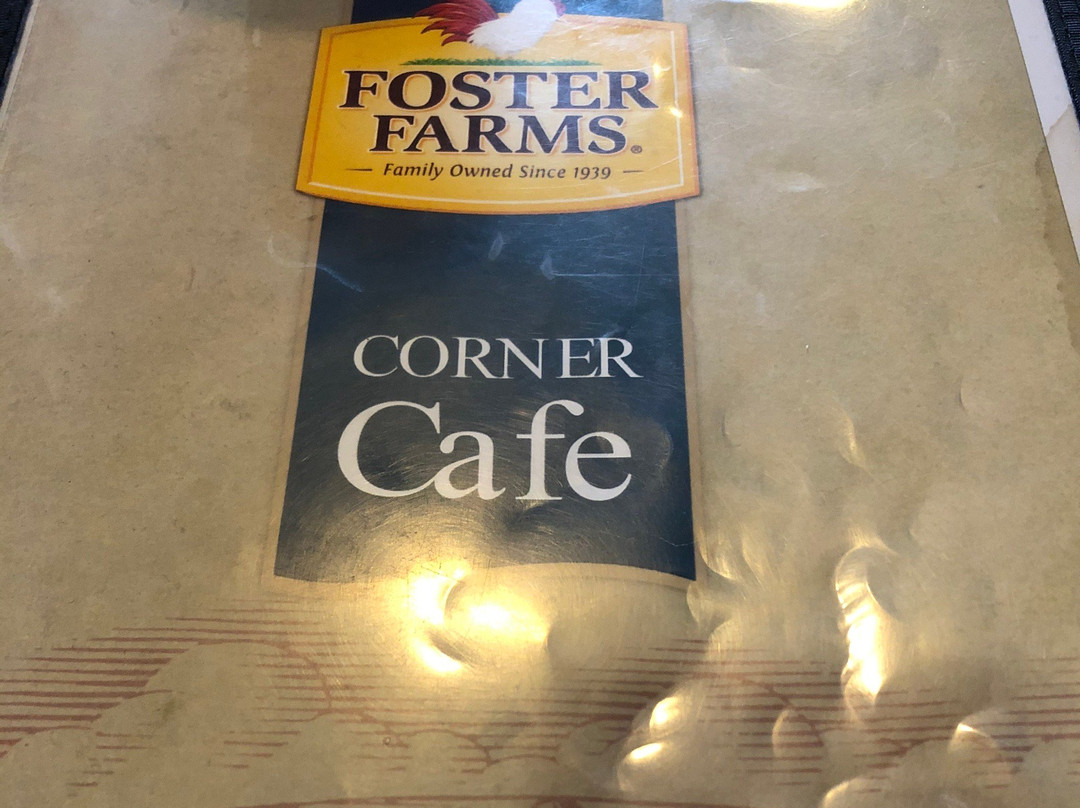 FOSTER
FARMS®
— Family Owned Since 1939 —
CORNER
Cafe